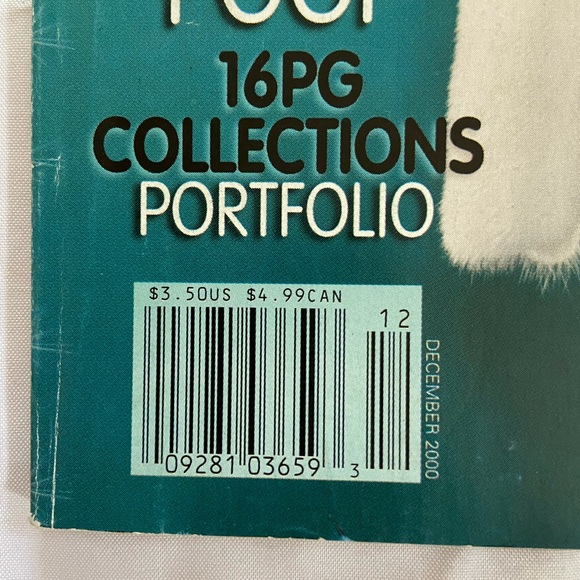 16PG
COLLECTIONS
PORTFOLIO
$3.50US $4.99CAN
12
09281 03659 3
DECEMBER 2000